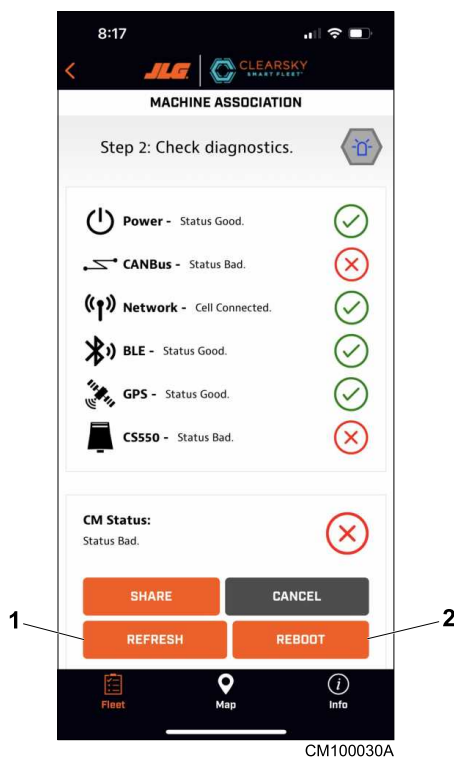 8:17
JLG CLEARSKY
SMART FLEET
MACHINE ASSOCIATION
Step 2: Check diagnostics.
Power - Status Good.
CANBus - Status Bad.
Network - Cell Connected.
BLE - Status Good.
GPS - Status Good.
CS550 - Status Bad.
CM Status:
Status Bad.
SHARE CANCEL
1 REFRESH REBOOT 2
Fleet Map Info
CM100030A